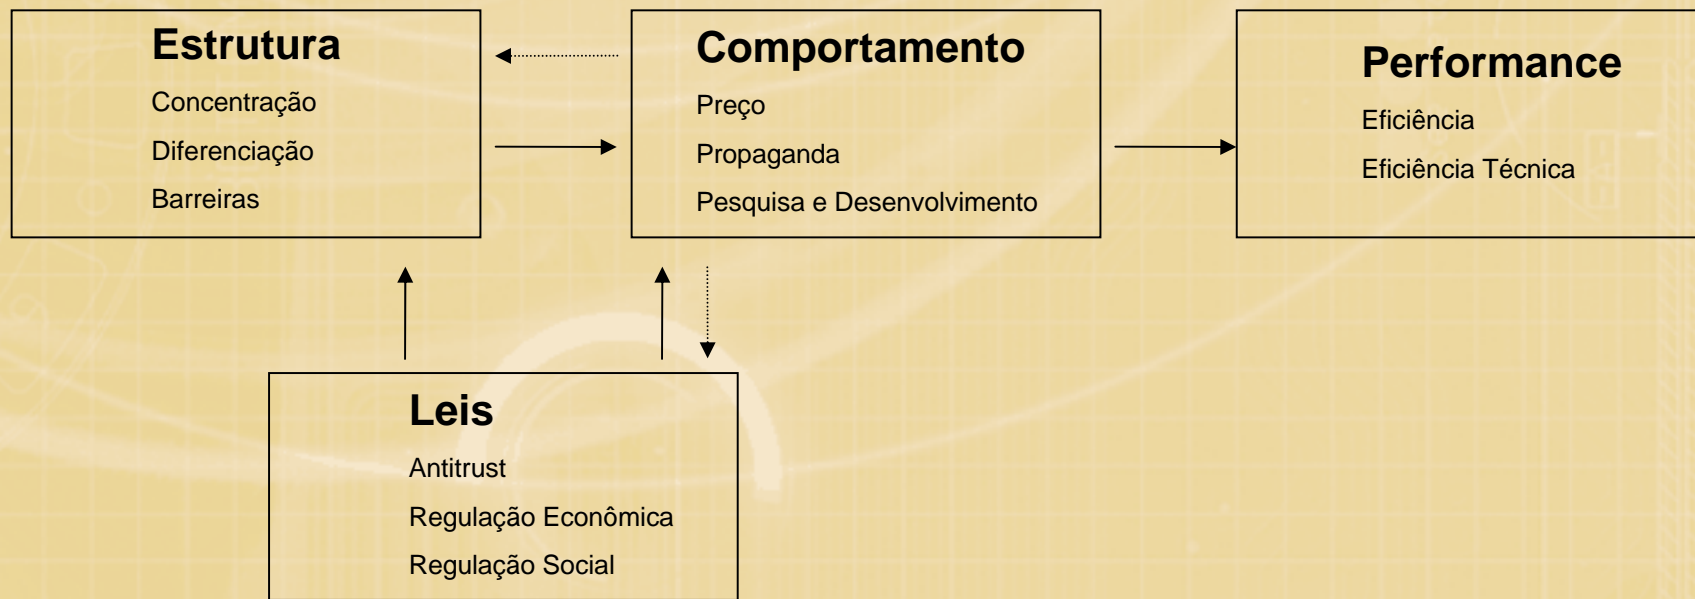 Estrutura
Concentração
Diferenciação
Barreiras
Comportamento
Preço
Propaganda
Pesquisa e Desenvolvimento
Performance
Eficiência
Eficiência Técnica
Leis
Antitrust
Regulação Econômica
Regulação Social